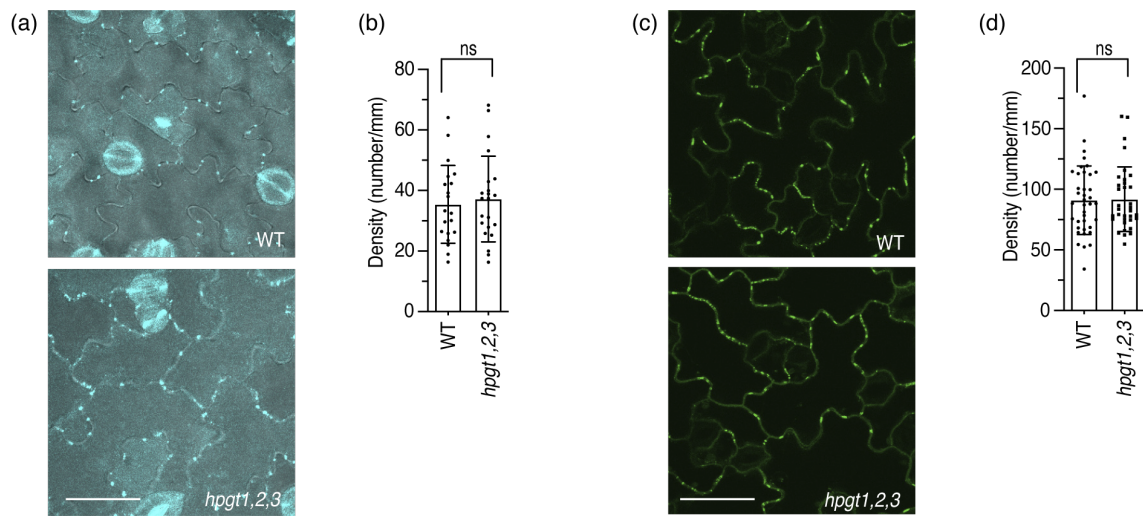 (a)
WT
hpgt1,2,3
(b)
ns
Density (number/mm)
80
60
40
20
0
WT
hpgt1,2,3
(c)
WT
hpgt1,2,3
(d)
ns
Density (number/mm)
200
150
100
50
0
WT
hpgt1,2,3